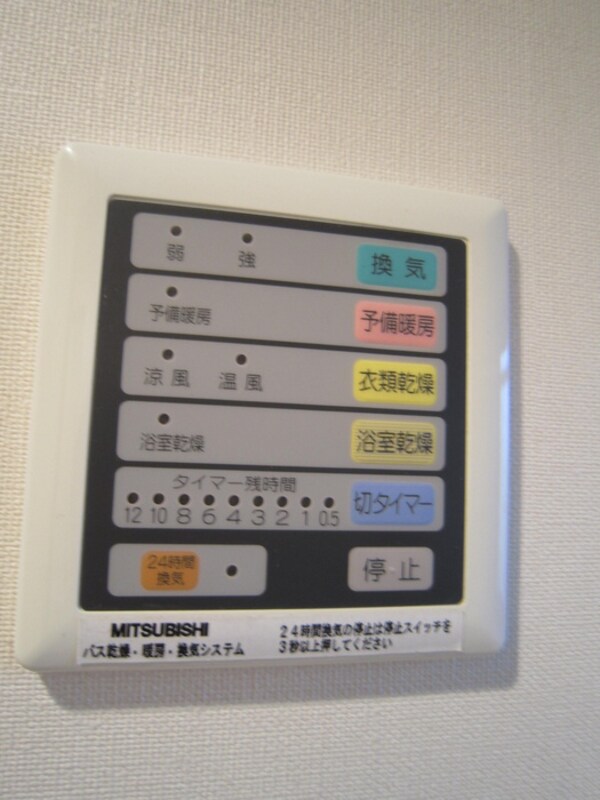 弱 強 換気
予備暖房 予備暖房
涼風 温風 衣類乾燥
浴室乾燥 浴室乾燥
タイマー残時間
12 10 8 6 4 3 2 1 0.5 切タイマー
24時間
換気
停止
MITSUBISHI
バス乾燥・暖房・換気システム
24時間換気の停止は停止スイッチを
3秒以上押してください